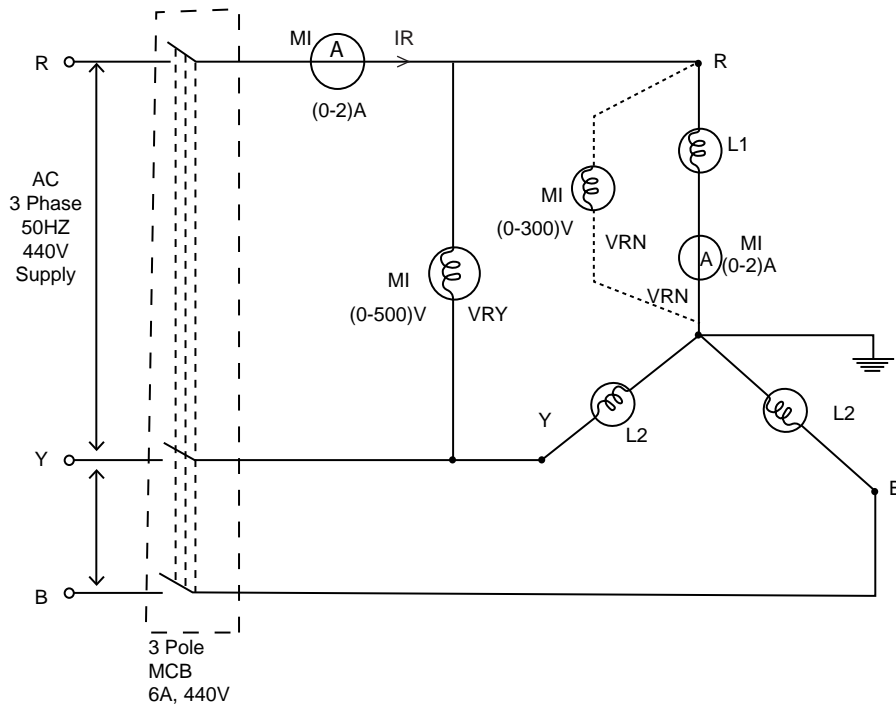 MI
A
IR
R
(0-2)A
R
L1
AC
3 Phase
50HZ
440V
Supply
MI
(0-300)V
VRN
MI
A
(0-2)A
MI
(0-500)V
VRY
VRN
Y
L2
L2
Y
B
B
3 Pole
MCB
6A, 440V